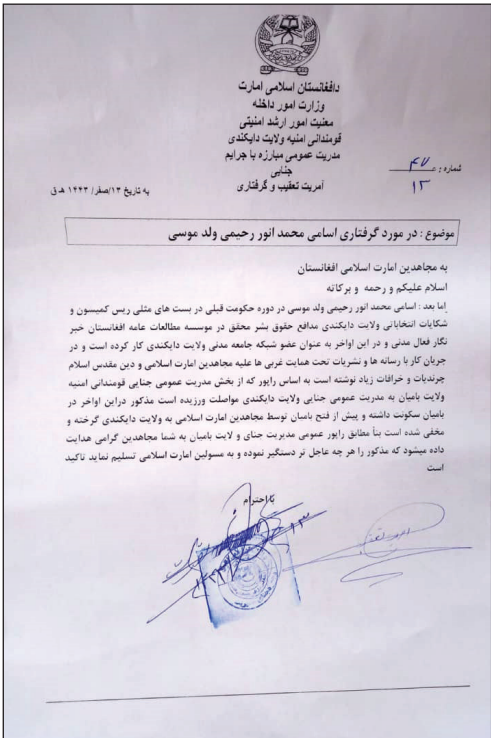 دافغانستان اسلامی امارت
وزارت امور داخله
معنیت امور ارشد امنیتی
قومندانی امنیه ولایت دایکندی
مدریت عمومی مبارزه با جرایم
جنایی
آمریت تعقیب و گرفتاری
شماره : ۴۷
۱۲
به تاریخ ۱۳/صفر/ ۱۴۴۳ هـ ق
موضوع : در مورد گرفتاری اسامی محمد انور رحیمی ولد موسی
به مجاهدین امارت اسلامی افغانستان
اسلام علیکم و رحمه و برکاته
اما بعد : اسامی محمد انور رحیمی ولد موسی در دوره حکومت قبلی در بست های مثلی ریس کمیسون و
شکایات انتخاباتی ولایت دایکندی مدافع حقوق بشر محقق در موسسه مطالعات عامه افغانستان خبر
نگار فعال مدنی و در این اواخر به عنوان عضو شبکه جامعه مدنی ولایت دایکندی کار کرده است و در
جریان کار با رسانه ها و نشریات تحت همایت غربی ها علیه مجاهدین امارت اسلامی و دین مقدس اسلام
چرندیات و خرافات زیاد نوشته است به اساس راپور که از بخش مدریت عمومی جنایی قومندانی امنیه
ولایت بامیان به مدریت عمومی جنایی ولایت دایکندی مواصلت ورزیده است مذکور دراین اواخر در
بامیان سکونت داشته و پیش از فتح بامیان توسط مجاهدین امارت اسلامی به ولایت دایکندی گرخته و
مخفی شده است بنأ مطابق راپور عمومی مدیریت جنای و لایت بامیان به شما مجاهدین گرامی هدایت
داده میشود که مذکور را هر چه عاجل تر دستگیر نموده و به مسولین امارت اسلامی تسلیم نماید تاکید
است
با احترام